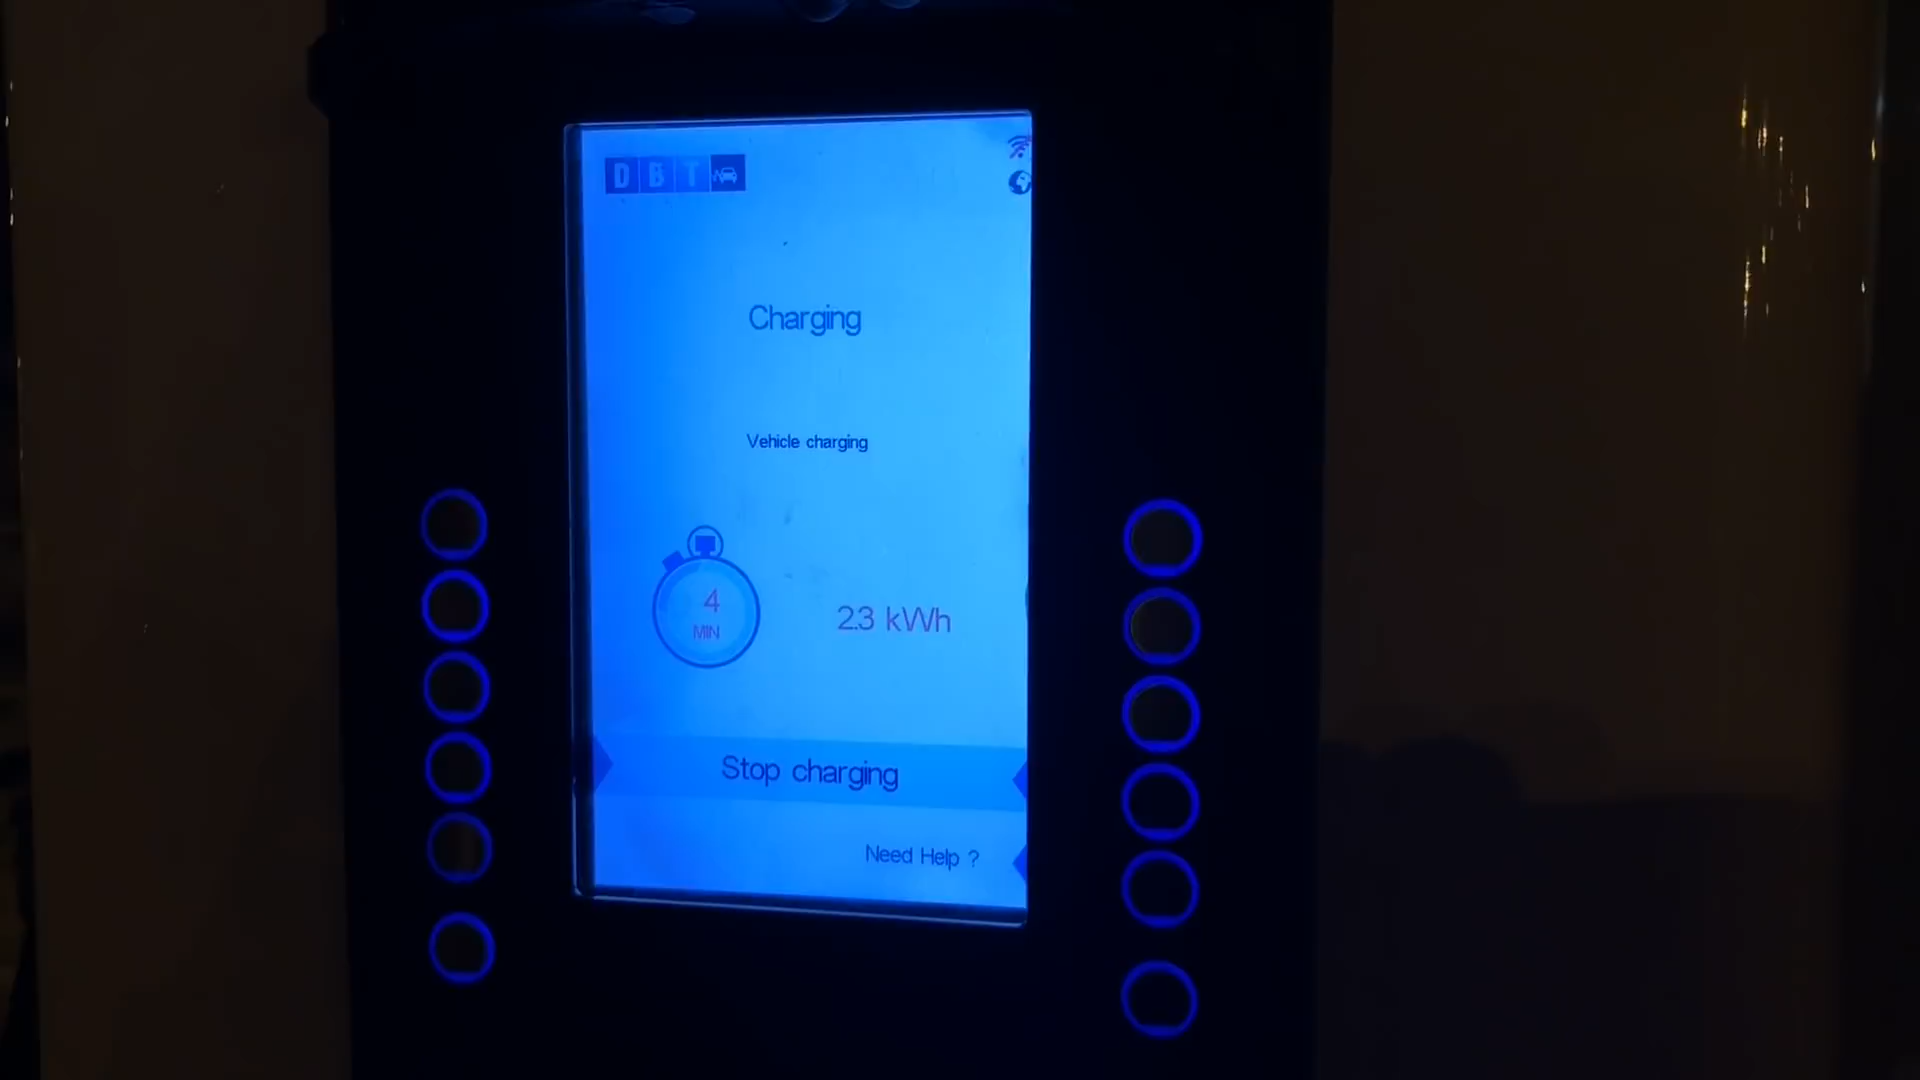 DBT
Charging
Vehicle charging
4
MIN
2.3 kWh
Stop charging
Need Help ?